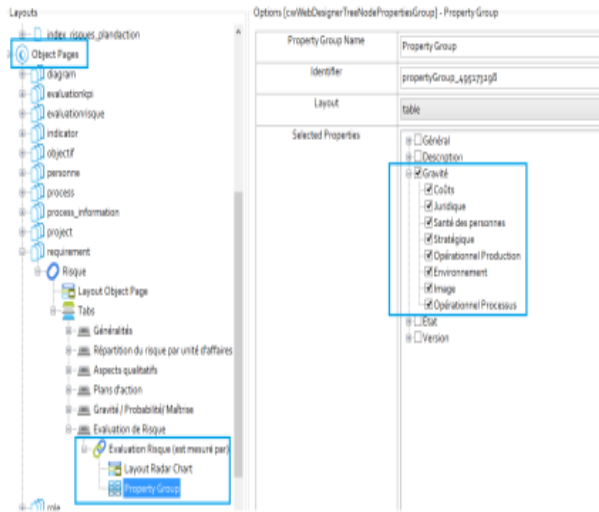 Layouts
index_risques_plandaction
Object Pages
diagram
evaluationkpi
evaluationrisque
indicator
objectif
personne
process
process_information
project
requirement
Risque
Layout Object Page
Tabs
Généralités
Répartition du risque par unité d'affaires
Aspects qualitatifs
Plans d'action
Gravité / Probabilité/ Maîtrise
Evaluation de Risque
Evaluation Risque (est mesuré par)
Layout Radar Chart
Property Group
role
Options [cwWebDesignerTreeNodePropertiesGroup] - Property Group
Property Group Name
Property Group
Identifier
propertyGroup_495173298
Layout
table
Selected Properties
Général
Description
Gravité
Coûts
Juridique
Santé des personnes
Stratégique
Opérationnel Production
Environnement
Image
Opérationnel Processus
Etat
Version